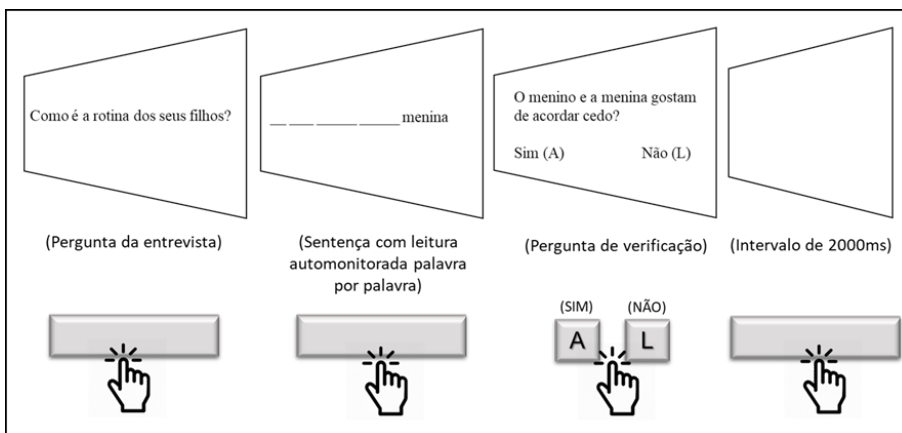 Como é a rotina dos seus filhos?
__ __ ____ ____ menina
O menino e a menina gostam
de acordar cedo?
Sim (A) Não (L)
(Pergunta da entrevista)
(Sentença com leitura
automonitorada palavra
por palavra)
(Pergunta de verificação)
(Intervalo de 2000ms)
(SIM) (NÃO)
A L